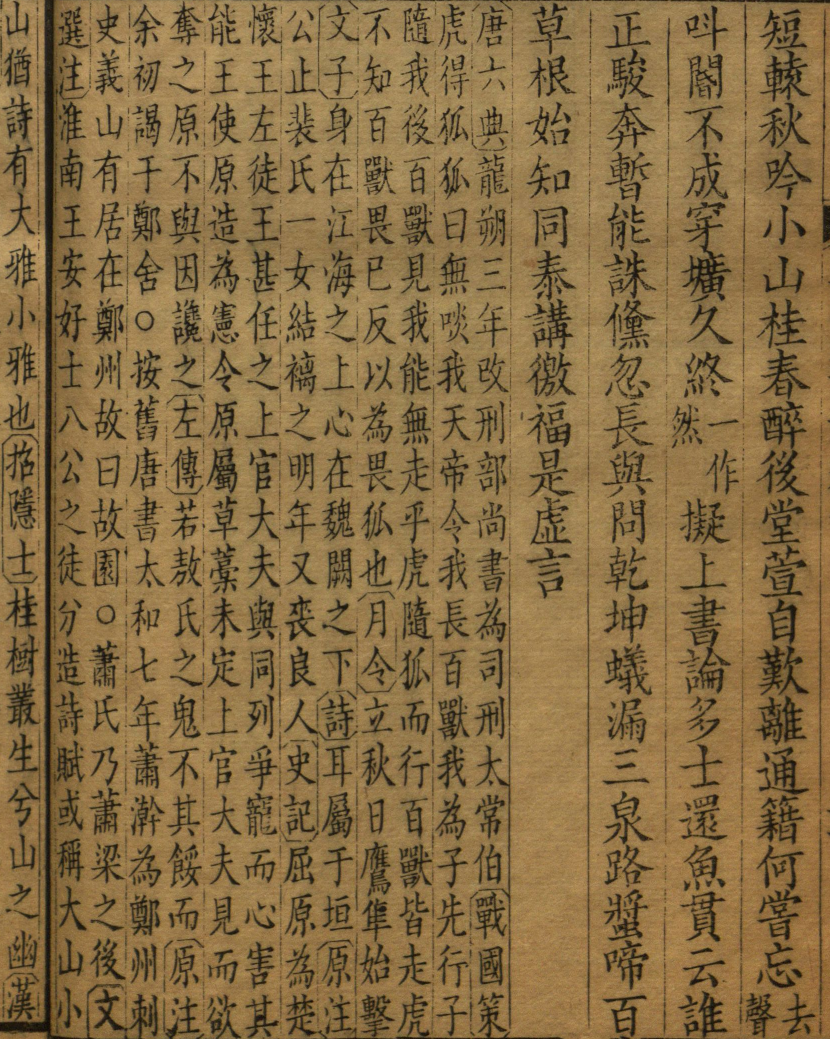 短轅秋吟小山桂春醉後堂萱自歎離通籍何嘗忘去聲
叫閽不成穿壙久終一作然擬上書論多士還魚貫云誰
正駿奔暫能誅儵忽長與問乾坤蟻漏三泉路螿啼百
草根始知同泰講徼福是虛言
唐六典龍朔三年改刑部尚書為司刑太常伯戰國策
虎得狐狐曰無啖我天帝令我長百獸我為子先行子
隨我後百獸見我能無走乎虎隨狐而行百獸皆走虎
不知百獸畏已反以為畏狐也月令立秋日鷹隼始擊
文子身在江海之上心在魏闕之下詩耳屬于垣原注
公止裴氏一女結褵之明年又喪良人史記屈原為楚
懷王左徒王甚任之上官大夫與同列爭寵而心害其
能王使原造為憲令原屬草藁未定上官大夫見而欲
奪之原不與因讒之左傳若敖氏之鬼不其餒而原注
余初謁于鄭舍○按舊唐書太和七年蕭澣為鄭州刺
史義山有居在鄭州故曰故園○蕭氏乃蕭梁之後文
選注淮南王安好士八公之徒分造詩賦或稱大山小
山猶詩有大雅小雅也招隱士桂樹叢生兮山之幽漢